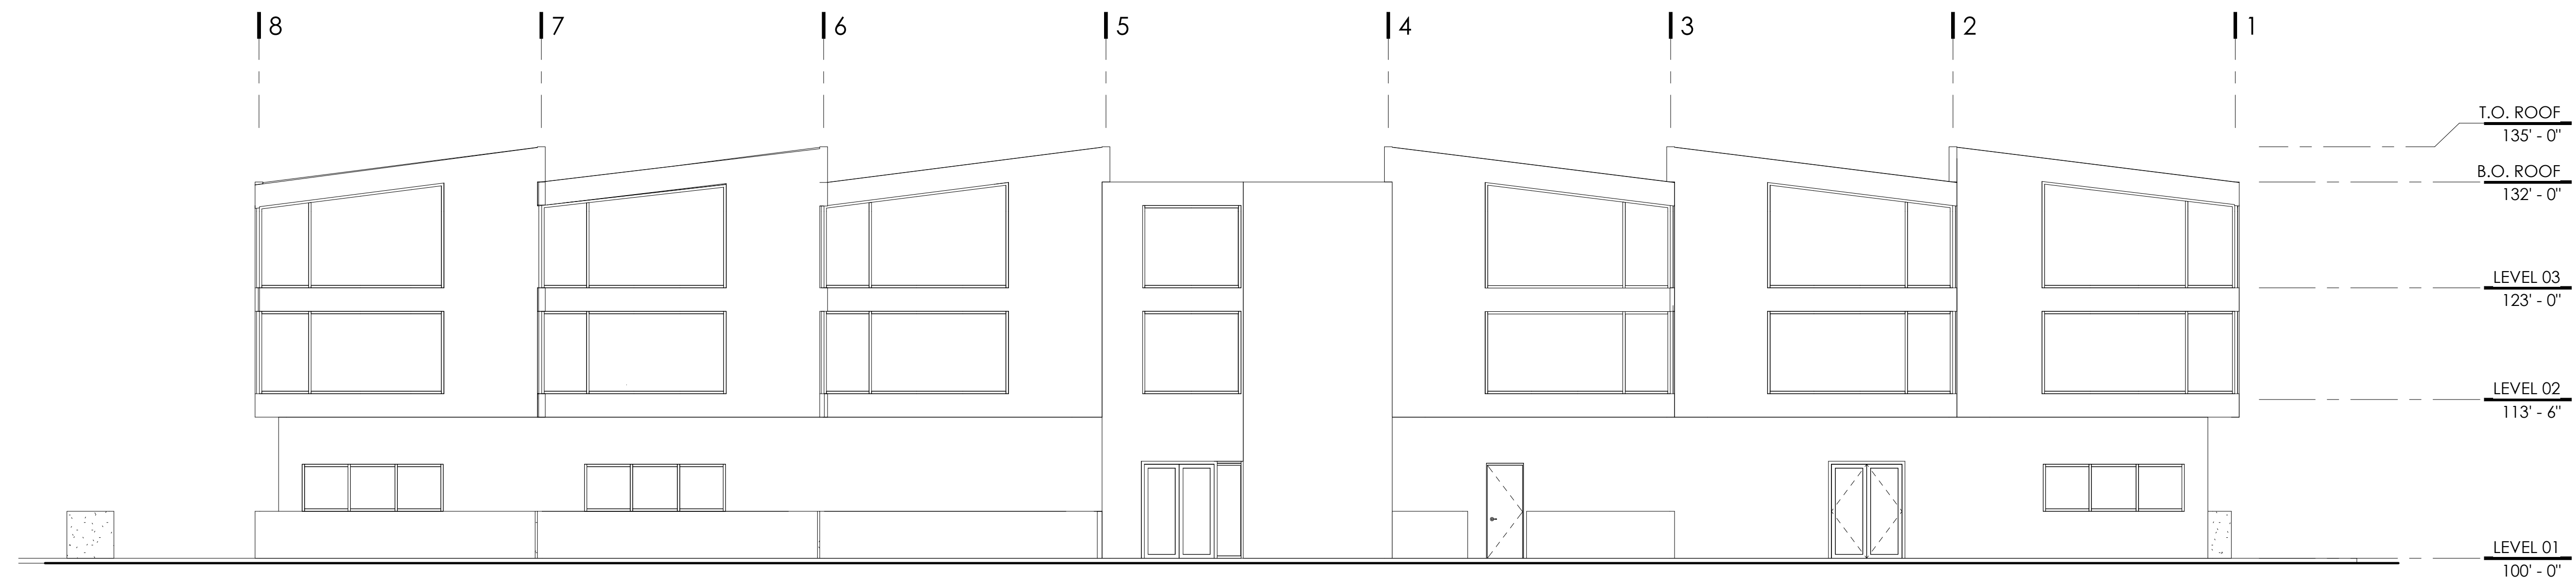 8
7
6
5
4
3
2
1
T.O. ROOF
135' - 0"
B.O. ROOF
132' - 0"
LEVEL 03
123' - 0"
LEVEL 02
113' - 6"
LEVEL 01
100' - 0"